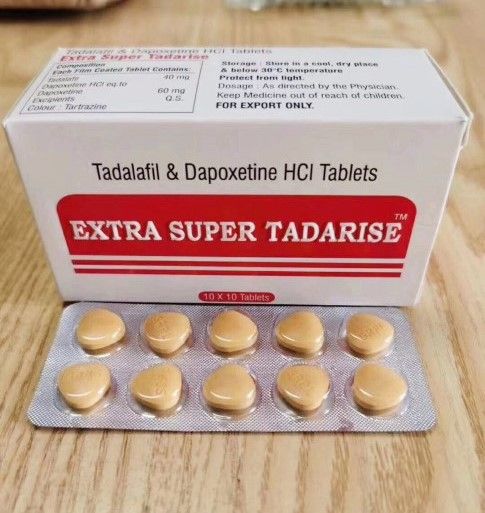 Tadalafil & Dapoxetine HCl Tablets
Extra Super Tadarise
Composition
Each Film Coated Tablet Contains:
Tadalafil 40 mg
Dapoxetine HCl eq.to
Dapoxetine 60 mg
Excipients Q.S.
Colour : Tartrazine
Storage : Store in a cool, dry place
& below 30°C temperature
Protect from light.
Dosage : As directed by the Physician.
Keep Medicine out of reach of children.
FOR EXPORT ONLY.
Tadalafil & Dapoxetine HCl Tablets
EXTRA SUPER TADARISE TM
10 X 10 Tablets